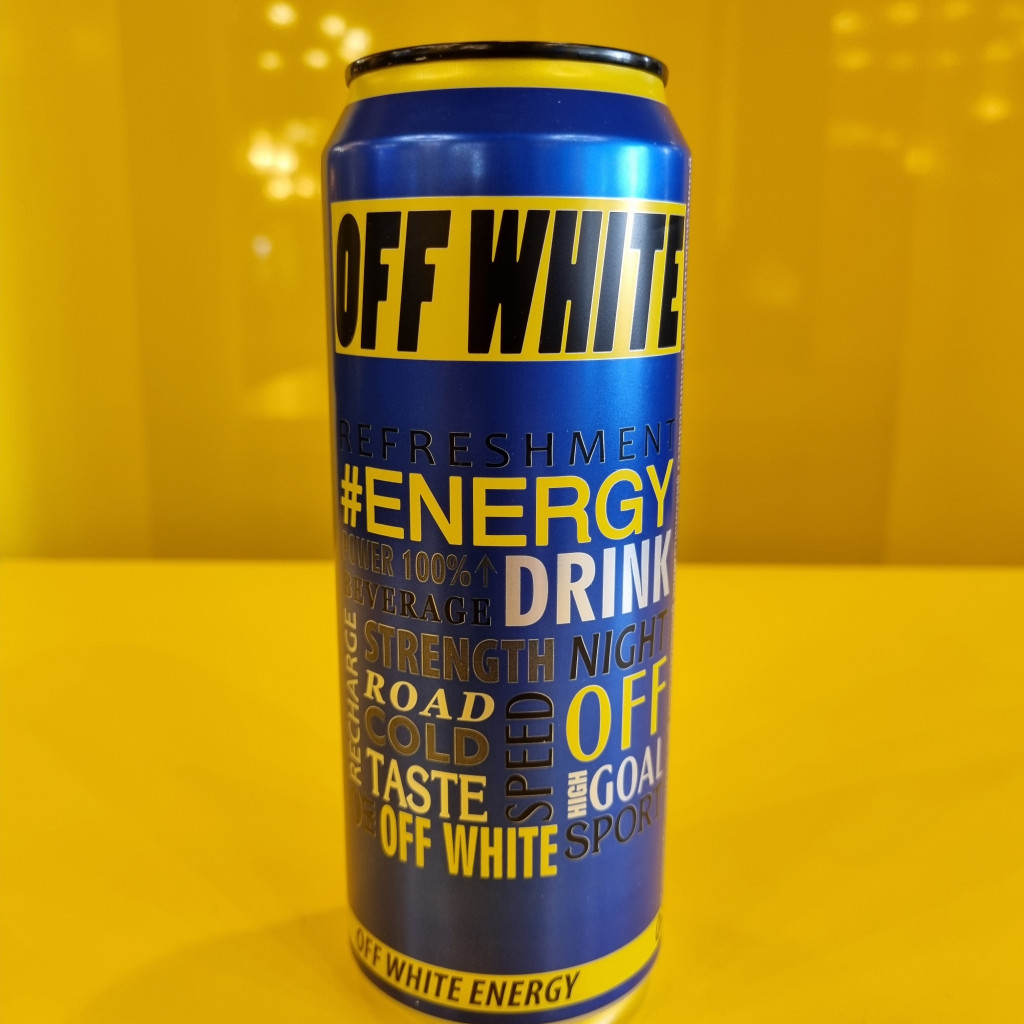 OFF WHITE
REFRESHMENT
#ENERGY
POWER 100%↑
DRINK
BEVERAGE
RECHARGE
STRENGTH
NIGHT
ROAD
COLD
SPEED
OFF
TASTE
HIGH
GOAL
OFF WHITE
SPORT
OFF WHITE ENERGY